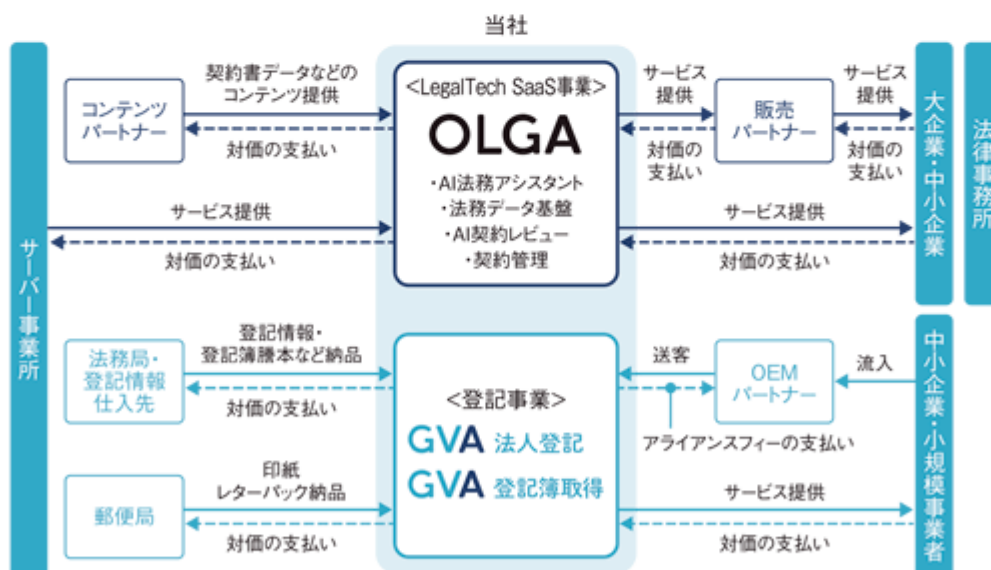 当社
サーバー事業所
コンテンツ
パートナー
契約書データなどの
コンテンツ提供
対価の支払い
サービス提供
対価の支払い
<LegalTech SaaS事業>
OLGA
・AI法務アシスタント
・法務データ基盤
・AI契約レビュー
・契約管理
サービス
提供
対価の
支払い
販売
パートナー
サービス
提供
対価の
支払い
サービス提供
対価の支払い
大企業・中小企業
法律事務所
法務局・
登記情報
仕入先
登記情報・
登記簿謄本など納品
対価の支払い
郵便局
印紙
レターパック納品
対価の支払い
<登記事業>
GVA 法人登記
GVA 登記簿取得
送客
OEM
パートナー
流入
アライアンスフィーの支払い
サービス提供
対価の支払い
中小企業・小規模事業者